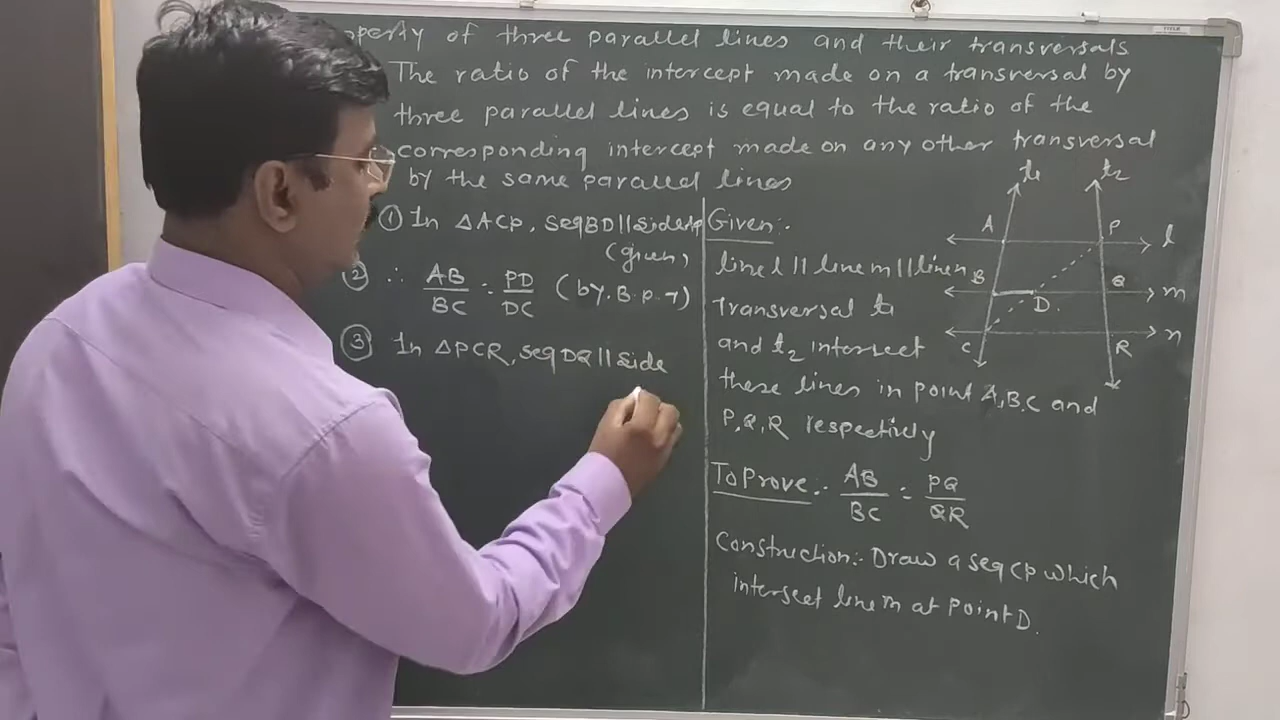 operty of three parallel lines and their transversals
The ratio of the intercept made on a transversal by
three parallel lines is equal to the ratio of the
corresponding intercept made on any other transversal
by the same parallel lines
① In △ACP, seg BD || side AP
(given)
② ∴ AB/BC = PD/DC (by. B. p. T)
③ In △PCR, seg DQ || side
Given:-
line l || line m || line n
Transversal t1
and t2 intersect
these lines in point A,B,C and
P,Q,R respectively
To Prove:- AB/BC = PQ/QR
Construction:- Draw a seg CP which
intersect line m at point D.
t1 t2
A P l
B D. Q m
C R n